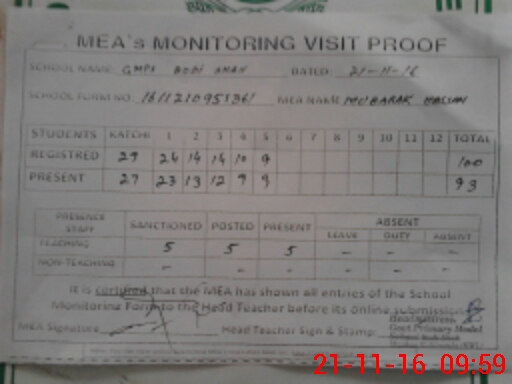 MEA's MONITORING VISIT PROOF
SCHOOL NAME GMPS BODI KHAN DATED: 21-11-16
SCHOOL FORM NO MEA NAME MUBARAK
STUDENTS KATCHI 1 2 3 4 5 6 7 8 9 10 11 12 TOTAL
REGISTRED 29 24 14 14 10 9 100
PRESENT 27 23 13 12 9 9 93
PRESENCE STAFF SANCTIONED POSTED PRESENT ABSENT
LEAVE DUTY ABSENT
TEACHING 5 5 5 - - -
NON-TEACHING - - - - - -
It is certified that the MEA has shown all entries of the School
Monitoring Form to the Head Teacher before its online submission
Headmistress
MEA Signature Head Teacher Sign & Stamp: Govt Primary Model
21-11-16 09:59